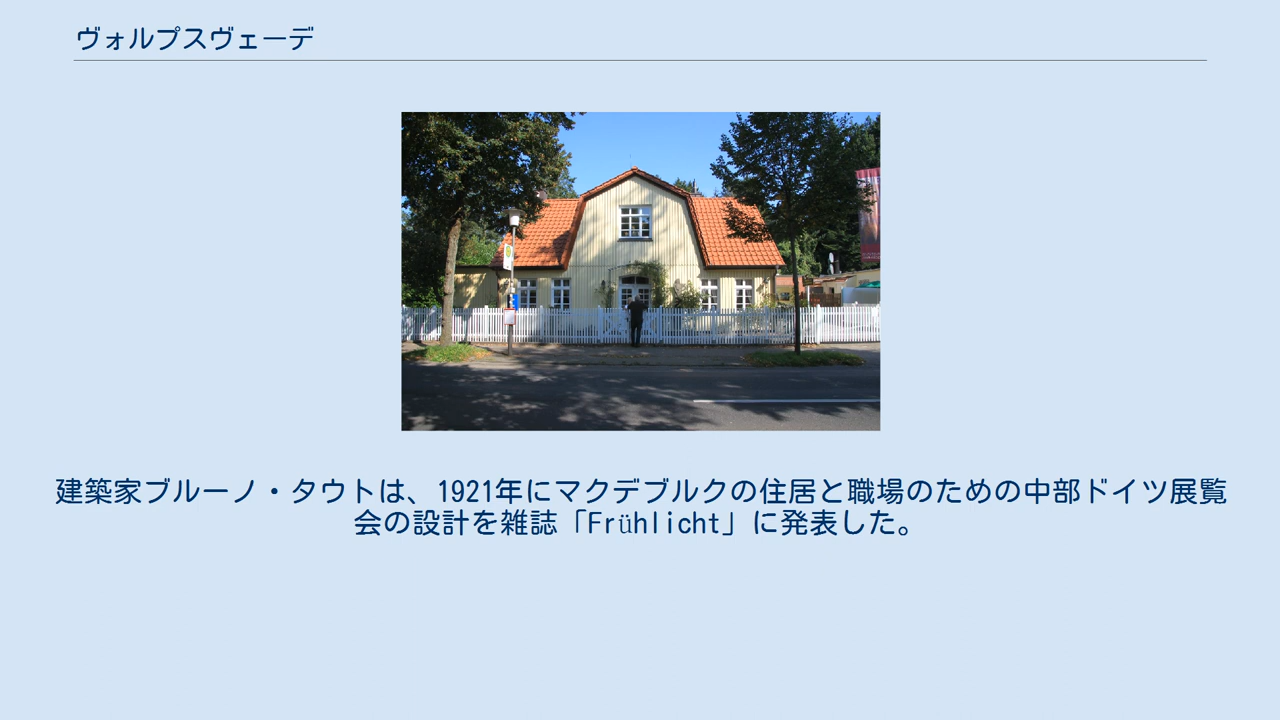 ヴォルプスヴェーデ
建築家ブルーノ・タウトは、1921年にマクデブルクの住居と職場のための中部ドイツ展覧
会の設計を雑誌「Frühlicht」に発表した。